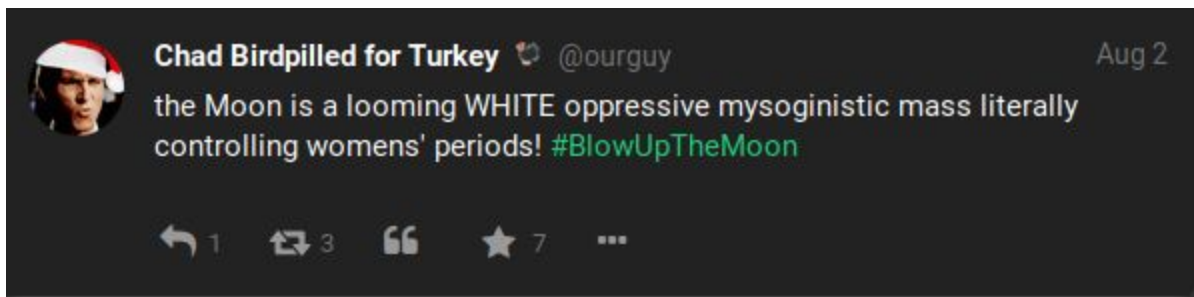 Chad Birdpilled for Turkey @ourguy Aug 2
the Moon is a looming WHITE oppressive mysoginistic mass literally
controlling womens' periods! #BlowUpTheMoon
1 3 7